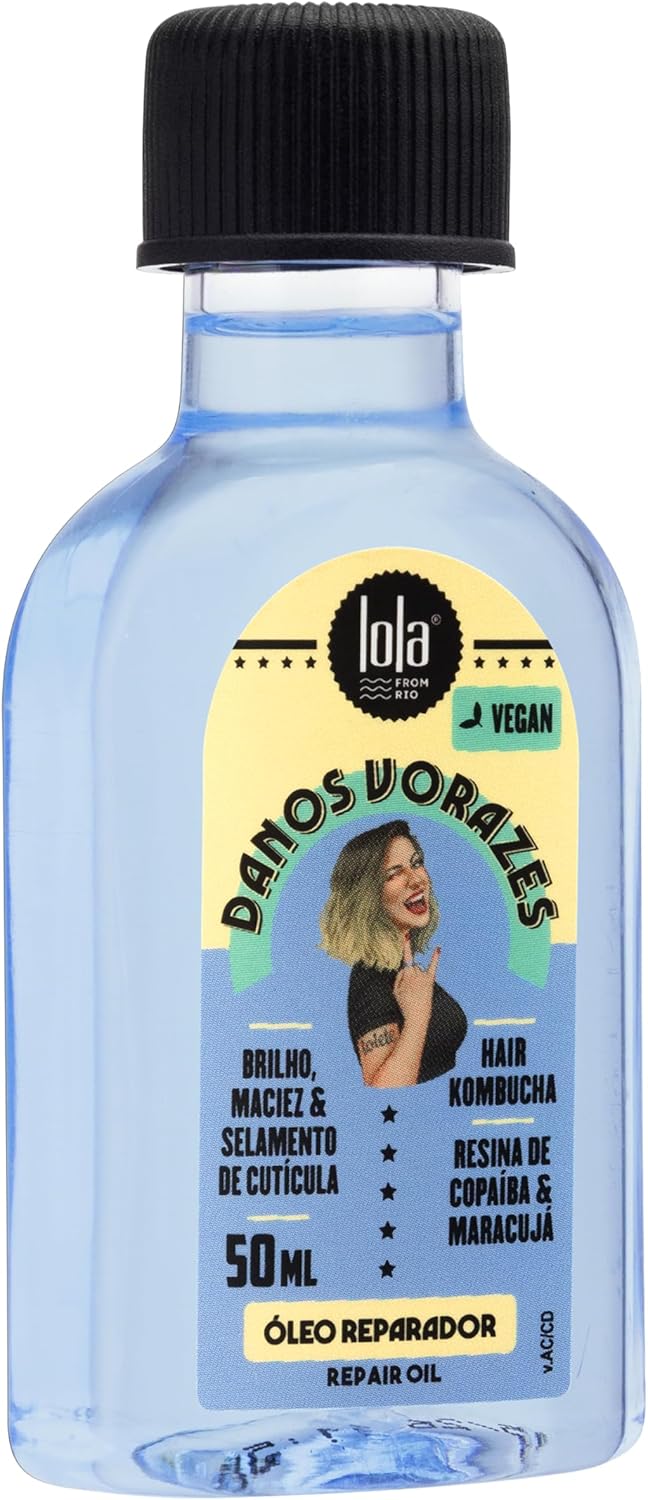 lola®
FROM
RIO
VEGAN
DANOS VORAZES
lolete
BRILHO,
MACIEZ &
SELAMENTO
DE CUTÍCULA
50ML
HAIR
KOMBUCHA
RESINA DE
COPAÍBA &
MARACUJÁ
ÓLEO REPARADOR
REPAIR OIL
v.AC/CD